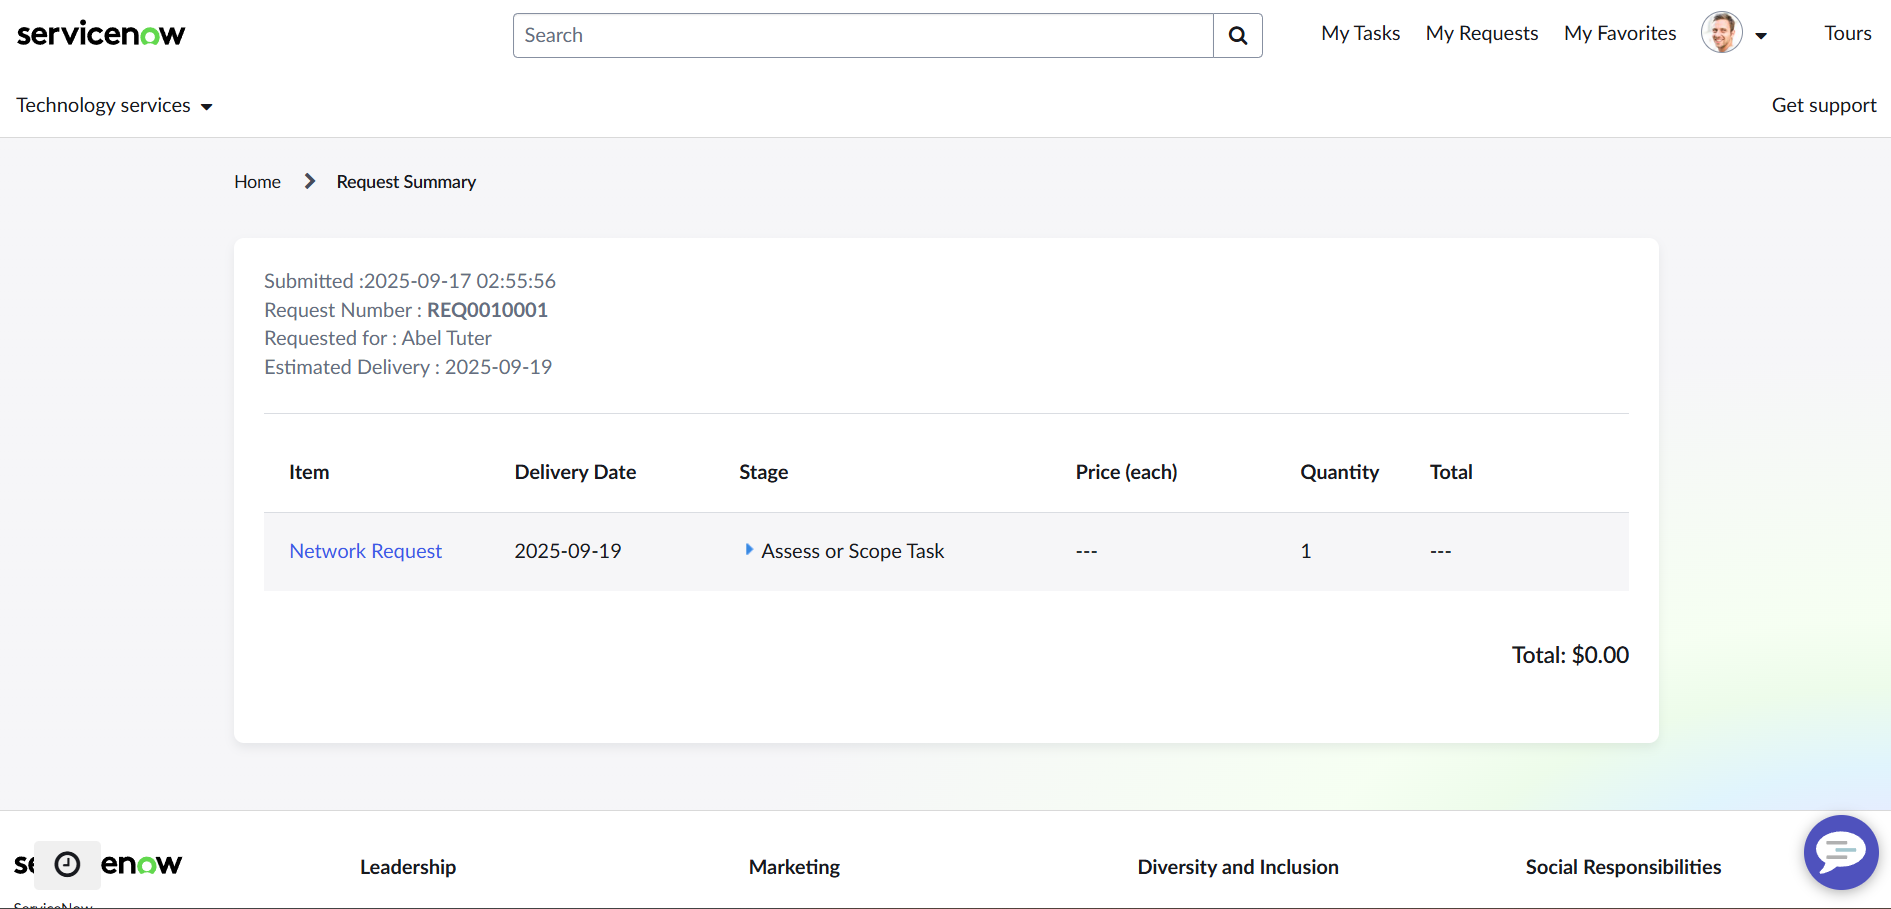 servicenow
Search
My Tasks
My Requests
My Favorites
Tours
Technology services
Get support
Home
Request Summary
Submitted :2025-09-17 02:55:56
Request Number : REQ0010001
Requested for : Abel Tuter
Estimated Delivery : 2025-09-19
Item Delivery Date Stage Price (each) Quantity Total
Network Request 2025-09-19 Assess or Scope Task --- 1 ---
Total: $0.00
Leadership
Marketing
Diversity and Inclusion
Social Responsibilities
ServiceNow